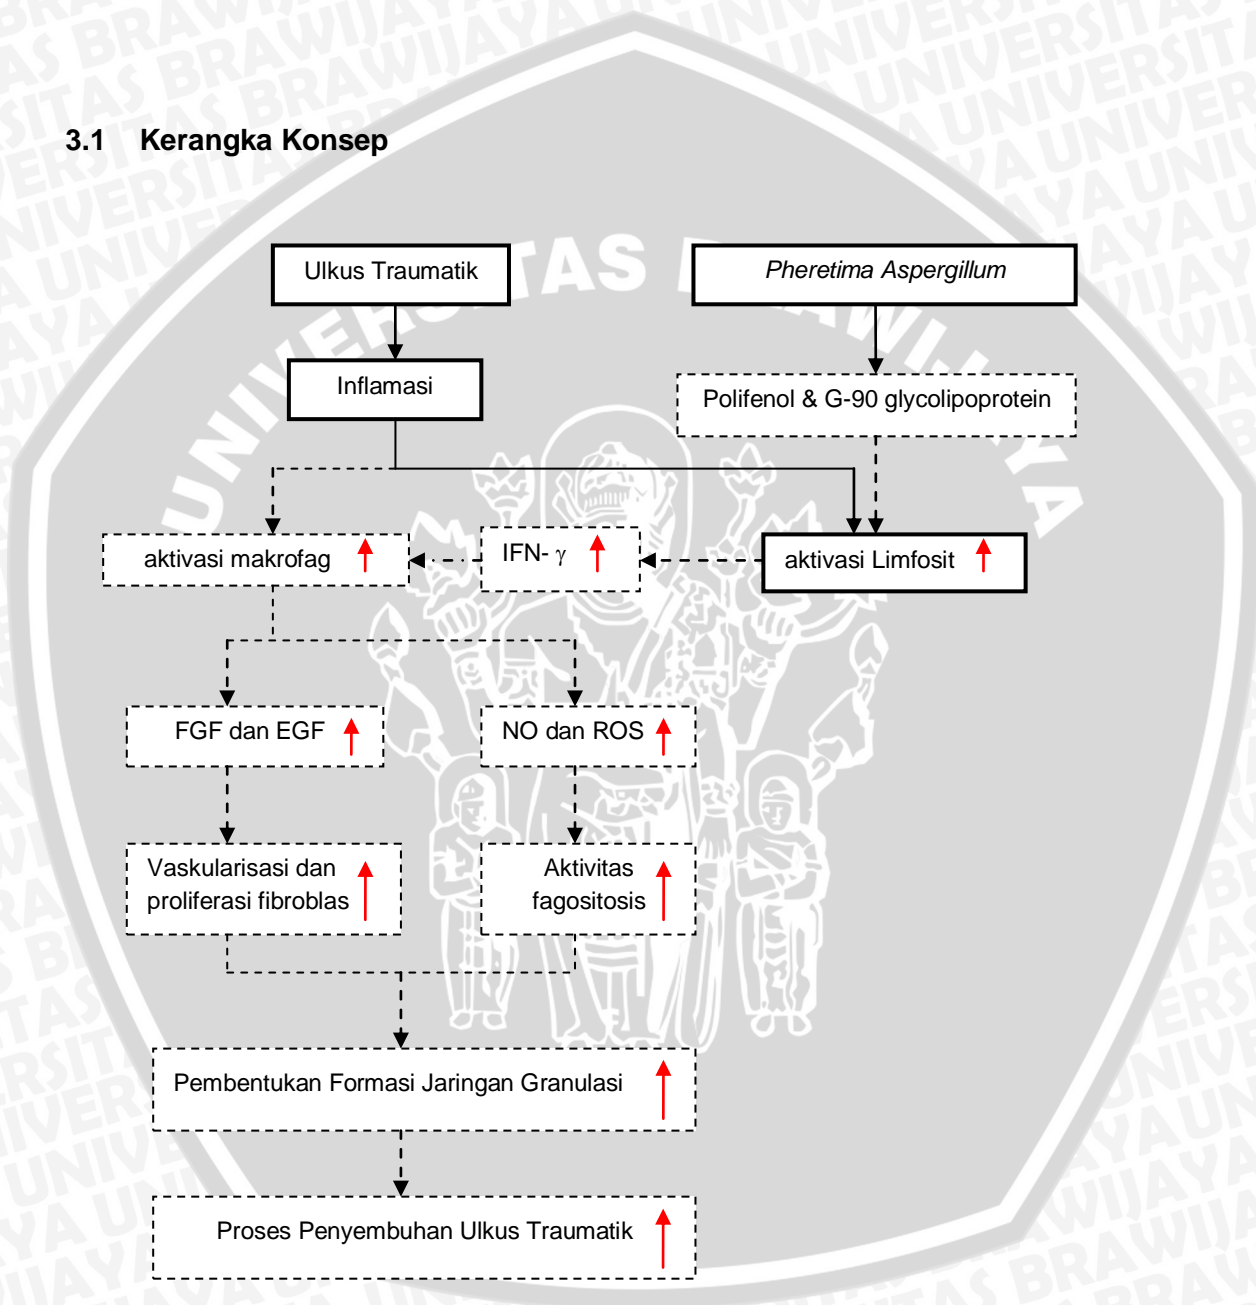 3.1 Kerangka Konsep
Ulkus Traumatik
Pheretima Aspergillum
Inflamasi
Polifenol & G-90 glycolipoprotein
aktivasi makrofag
IFN- γ
aktivasi Limfosit
FGF dan EGF
NO dan ROS
Vaskularisasi dan
proliferasi fibroblas
Aktivitas
fagositosis
Pembentukan Formasi Jaringan Granulasi
Proses Penyembuhan Ulkus Traumatik